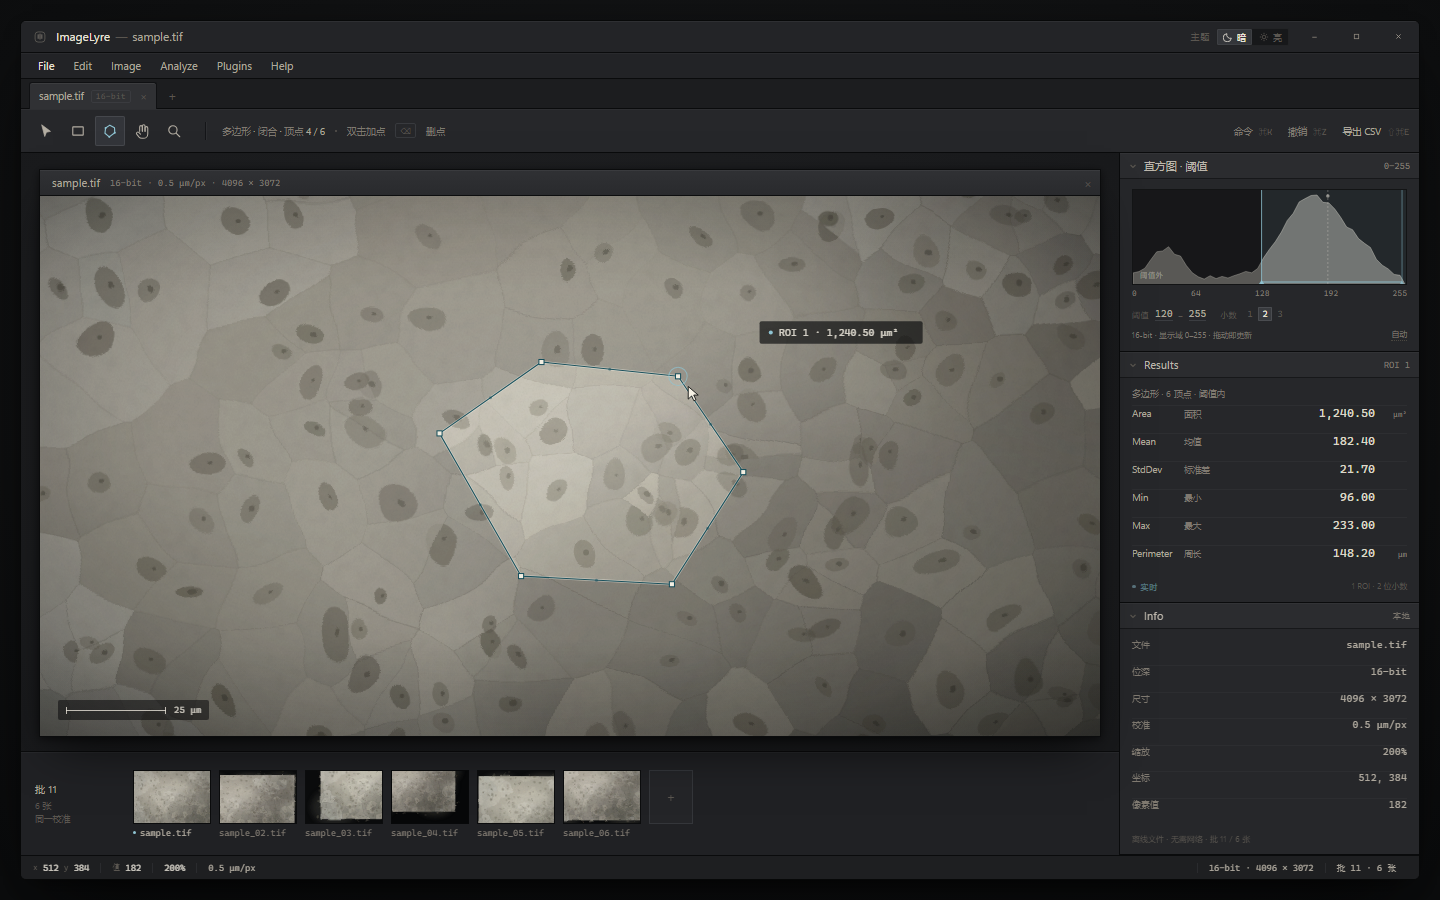 ImageLyre — sample.tif
主题 暗 亮
File Edit Image Analyze Plugins Help
sample.tif 16-bit × +
多边形 · 闭合 · 顶点 4 / 6 · 双击加点 ⌫ 删点
命令 ⌘K 撤销 ⌘Z 导出 CSV ⇧⌘E
sample.tif 16-bit · 0.5 µm/px · 4096 × 3072 ×
ROI 1 · 1,240.50 µm²
25 µm
直方图 · 阈值 0–255
阈值外
0 64 128 192 255
阈值 120 – 255 小数 1 2 3
16-bit · 显示域 0–255 · 拖动即更新 自动
Results ROI 1
多边形 · 6 顶点 · 阈值内
Area 面积 1,240.50 µm²
Mean 均值 182.40
StdDev 标准差 21.70
Min 最小 96.00
Max 最大 233.00
Perimeter 周长 148.20 µm
实时 1 ROI · 2 位小数
Info 本地
文件 sample.tif
位深 16-bit
尺寸 4096 × 3072
校准 0.5 µm/px
缩放 200%
坐标 512, 384
像素值 182
离线文件 · 无需网络 · 批 11 / 6 张
批 11
6 张
同一校准
sample.tif sample_02.tif sample_03.tif sample_04.tif sample_05.tif sample_06.tif
+
x 512 y 384 值 182 200% 0.5 µm/px
16-bit · 4096 × 3072 批 11 · 6 张